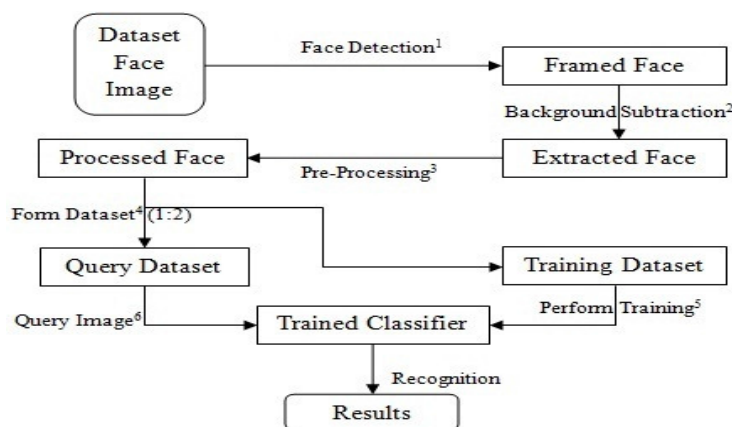 Dataset
Face
Image
Face Detection¹
Framed Face
Background Subtraction²
Processed Face
Pre-Processing³
Extracted Face
Form Dataset⁴ (1:2)
Query Dataset
Training Dataset
Query Image⁶
Trained Classifier
Perform Training⁵
Recognition
Results